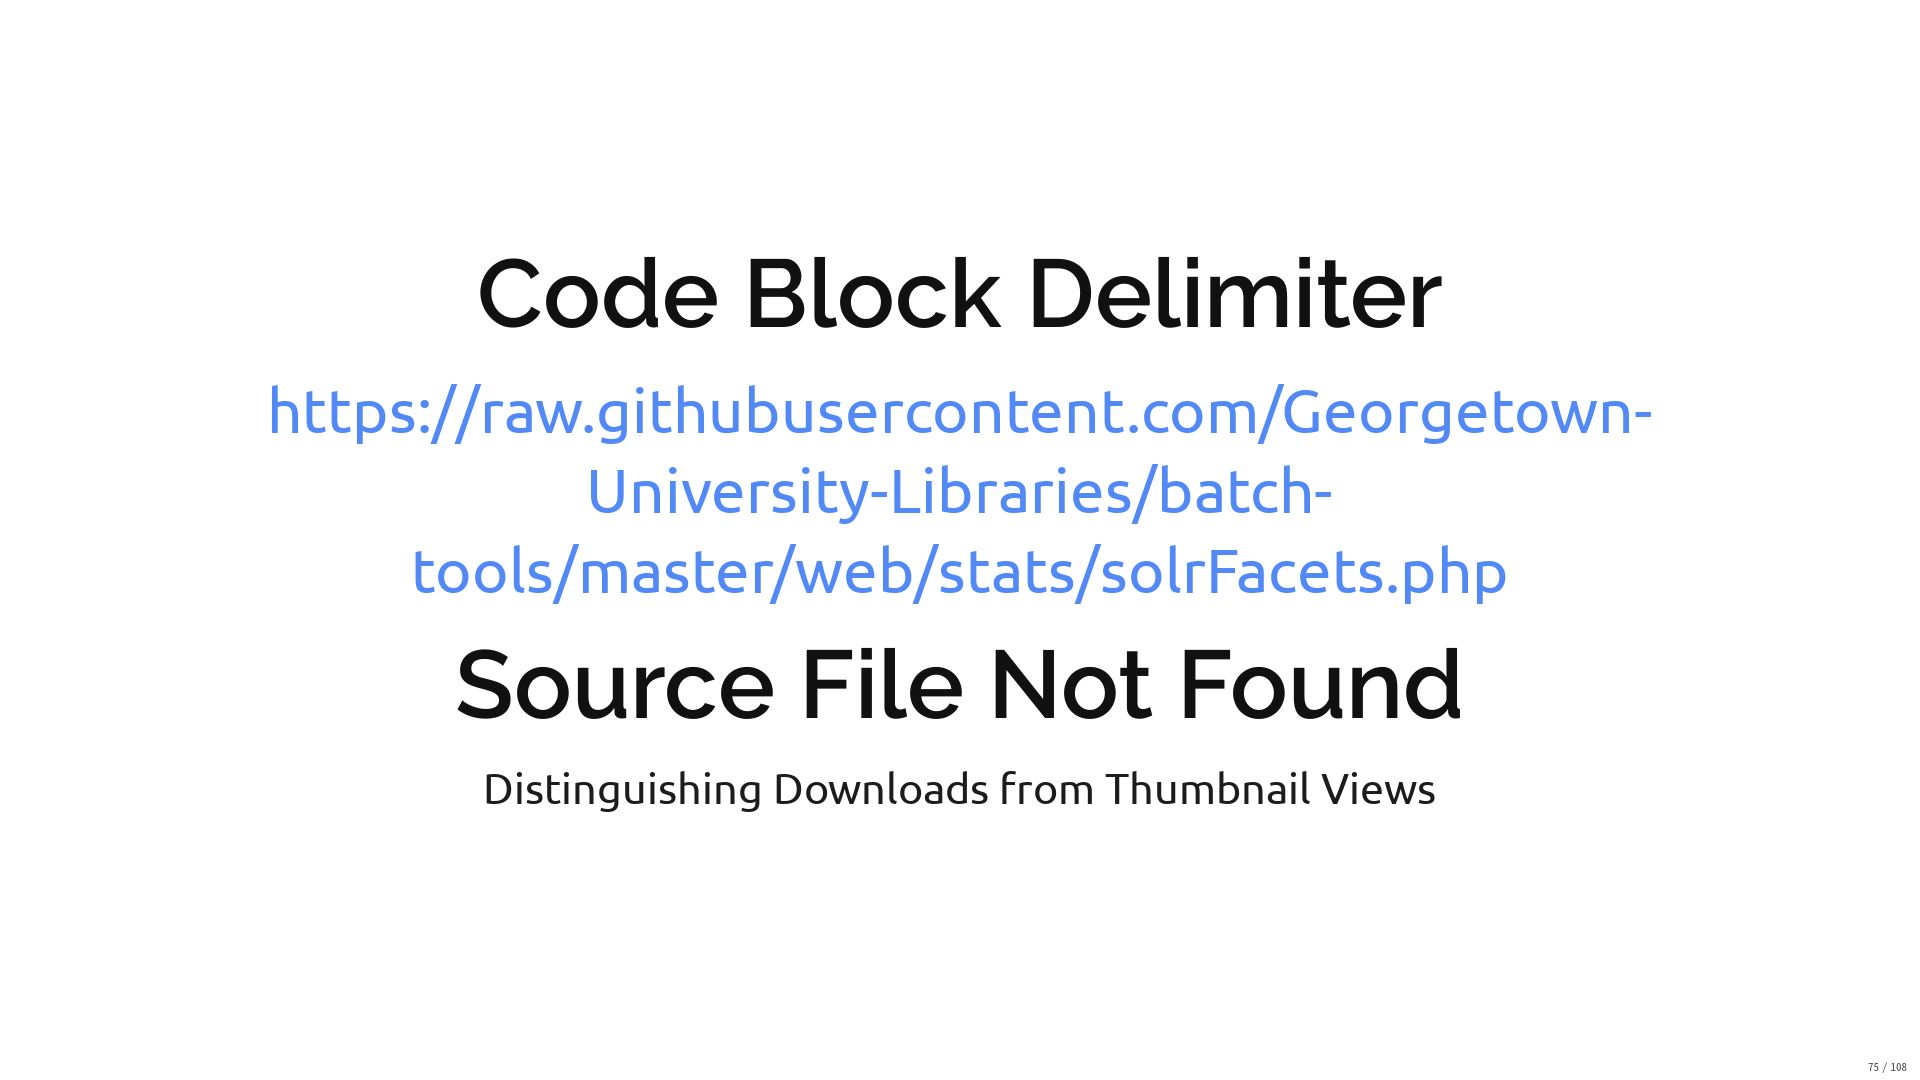 Code Block Delimiter
https://raw.githubusercontent.com/Georgetown-
University-Libraries/batch-
tools/master/web/stats/solrFacets.php
Source File Not Found
Distinguishing Downloads from Thumbnail Views
75 / 108